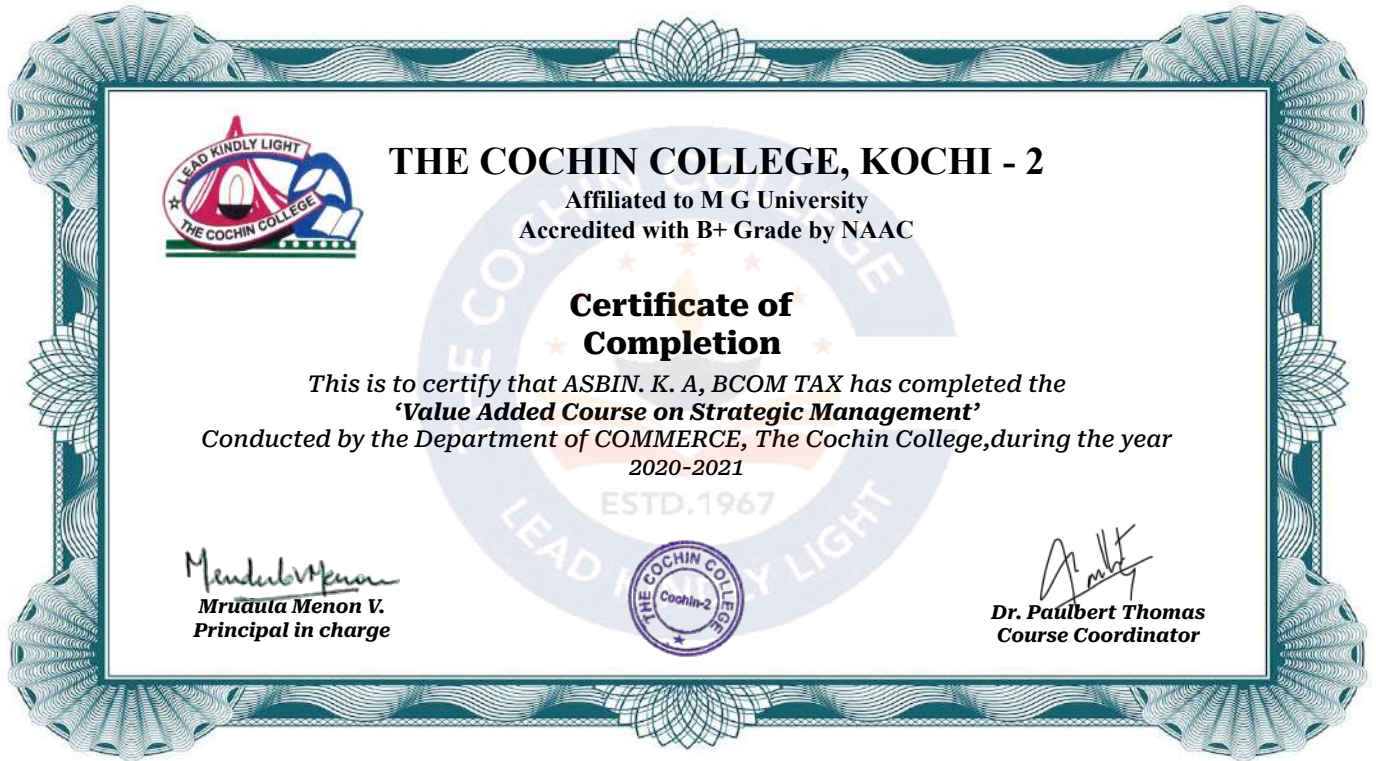 LEAD KINDLY LIGHT
THE COCHIN COLLEGE
THE COCHIN COLLEGE, KOCHI - 2
Affiliated to M G University
Accredited with B+ Grade by NAAC
THE COCHIN COLLEGE
Certificate of
Completion
This is to certify that ASBIN. K. A, BCOM TAX has completed the
‘Value Added Course on Strategic Management’
Conducted by the Department of COMMERCE, The Cochin College,during the year
2020-2021
ESTD.1967
LEAD KINDLY LIGHT
Mrudula Menon V.
Principal in charge
THE COCHIN COLLEGE
Cochin-2
Dr. Paulbert Thomas
Course Coordinator